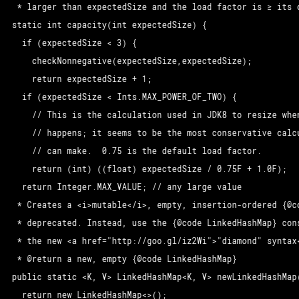 * larger than expectedSize and the load factor is ≥ its
static int capacity(int expectedSize) {
if (expectedSize < 3) {
checkNonnegative(expectedSize,expectedSize);
return expectedSize + 1;
if (expectedSize < Ints.MAX_POWER_OF_TWO) {
// This is the calculation used in JDK8 to resize when
// happens; it seems to be the most conservative calcu
// can make.  0.75 is the default load factor.
return (int) ((float) expectedSize / 0.75F + 1.0F);
return Integer.MAX_VALUE; // any large value
* Creates a <i>mutable</i>, empty, insertion-ordered {@co
* deprecated. Instead, use the {@code LinkedHashMap} cons
* the new <a href="http://goo.gl/iz2Wi">"diamond" syntax<
* @return a new, empty {@code LinkedHashMap}
public static <K, V> LinkedHashMap<K, V> newLinkedHashMap(
return new LinkedHashMap<>();